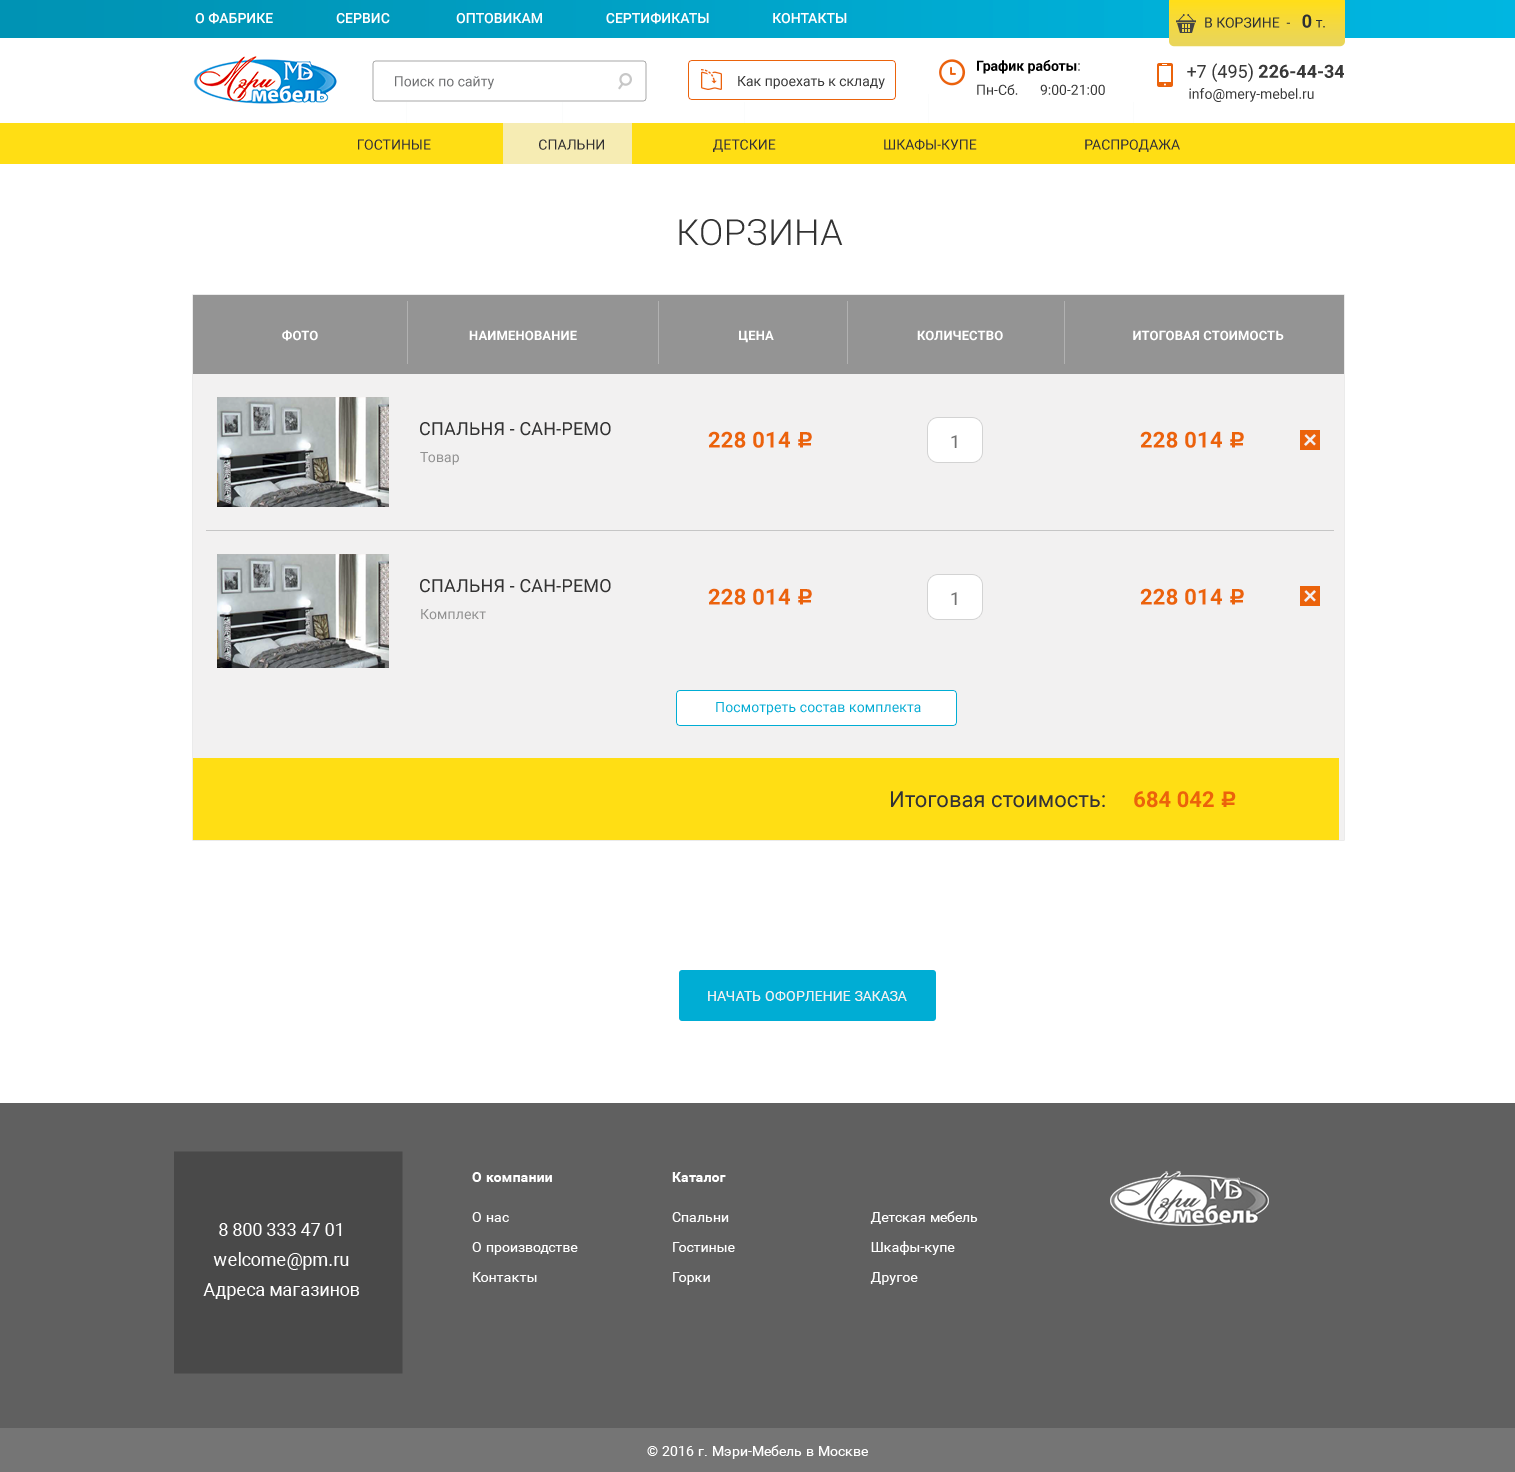 О ФАБРИКЕ СЕРВИС ОПТОВИКАМ СЕРТИФИКАТЫ КОНТАКТЫ В КОРЗИНЕ - 0 т.
Мэри МБ мебель
Поиск по сайту
Как проехать к складу
График работы:
Пн-Сб. 9:00-21:00
+7 (495) 226-44-34
info@mery-mebel.ru
ГОСТИНЫЕ СПАЛЬНИ ДЕТСКИЕ ШКАФЫ-КУПЕ РАСПРОДАЖА
КОРЗИНА
ФОТО НАИМЕНОВАНИЕ ЦЕНА КОЛИЧЕСТВО ИТОГОВАЯ СТОИМОСТЬ
СПАЛЬНЯ - САН-РЕМО 228 014 ₽ 1 228 014 ₽
Товар
СПАЛЬНЯ - САН-РЕМО 228 014 ₽ 1 228 014 ₽
Комплект
Посмотреть состав комплекта
Итоговая стоимость: 684 042 ₽
НАЧАТЬ ОФОРЛЕНИЕ ЗАКАЗА
8 800 333 47 01
welcome@pm.ru
Адреса магазинов
О компании
О нас
О производстве
Контакты
Каталог
Спальни
Гостиные
Горки
Детская мебель
Шкафы-купе
Другое
Мэри МБ мебель
© 2016 г. Мэри-Мебель в Москве